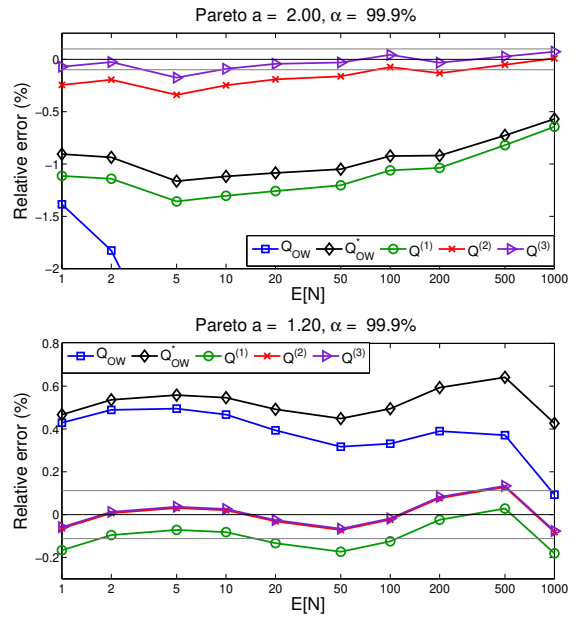 Pareto a = 2.00, α = 99.9%
Relative error (%)
0
−0.5
−1
−1.5
−2
1 2 5 10 20 50 100 200 500 1000
E[N]
Q_OW Q*_OW Q^(1) Q^(2) Q^(3)
Pareto a = 1.20, α = 99.9%
Q_OW Q*_OW Q^(1) Q^(2) Q^(3)
Relative error (%)
0.8
0.6
0.4
0.2
0
−0.2
1 2 5 10 20 50 100 200 500 1000
E[N]